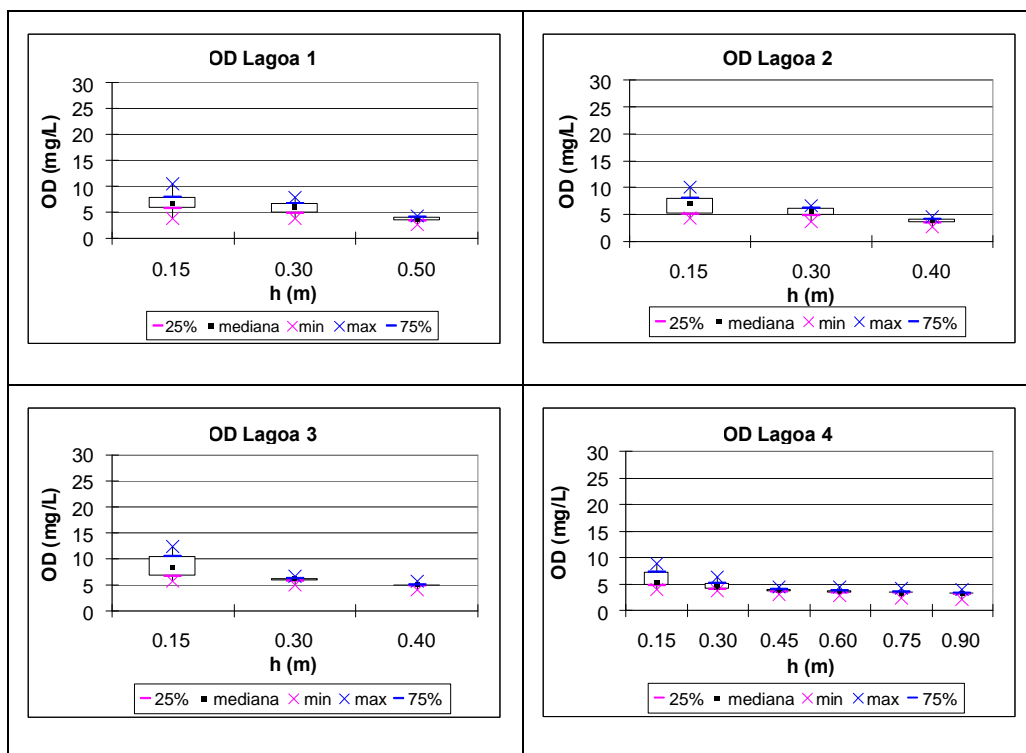 OD Lagoa 1
30
25
20
15
10
5
0
OD (mg/L)
0.15 0.30 0.50
h (m)
25% mediana min max 75%
OD Lagoa 2
30
25
20
15
10
5
0
OD (mg/L)
0.15 0.30 0.40
h (m)
25% mediana min max 75%
OD Lagoa 3
30
25
20
15
10
5
0
OD (mg/L)
0.15 0.30 0.40
h (m)
25% mediana min max 75%
OD Lagoa 4
30
25
20
15
10
5
0
OD (mg/L)
0.15 0.30 0.45 0.60 0.75 0.90
h (m)
25% mediana min max 75%